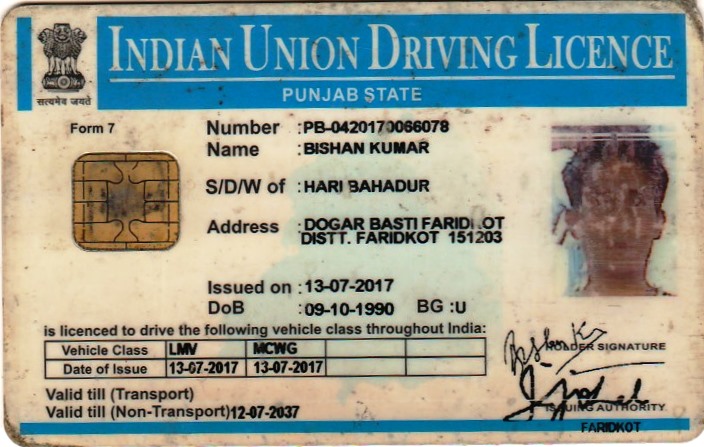 INDIAN UNION DRIVING LICENCE
सत्यमेव जयते
PUNJAB STATE
Form 7
Number :PB-0420170066078
Name :BISHAN KUMAR
S/D/W of :HARI BAHADUR
Address :DOGAR BASTI FARIDKOT
DISTT. FARIDKOT 151203
Issued on :13-07-2017
DoB :09-10-1990 BG :U
is licenced to drive the following vehicle class throughout India:
Vehicle Class LMV MCWG
Date of Issue 13-07-2017 13-07-2017
Valid till (Transport)
Valid till (Non-Transport)12-07-2037
HOLDER SIGNATURE
ISSUING AUTHORITY
FARIDKOT